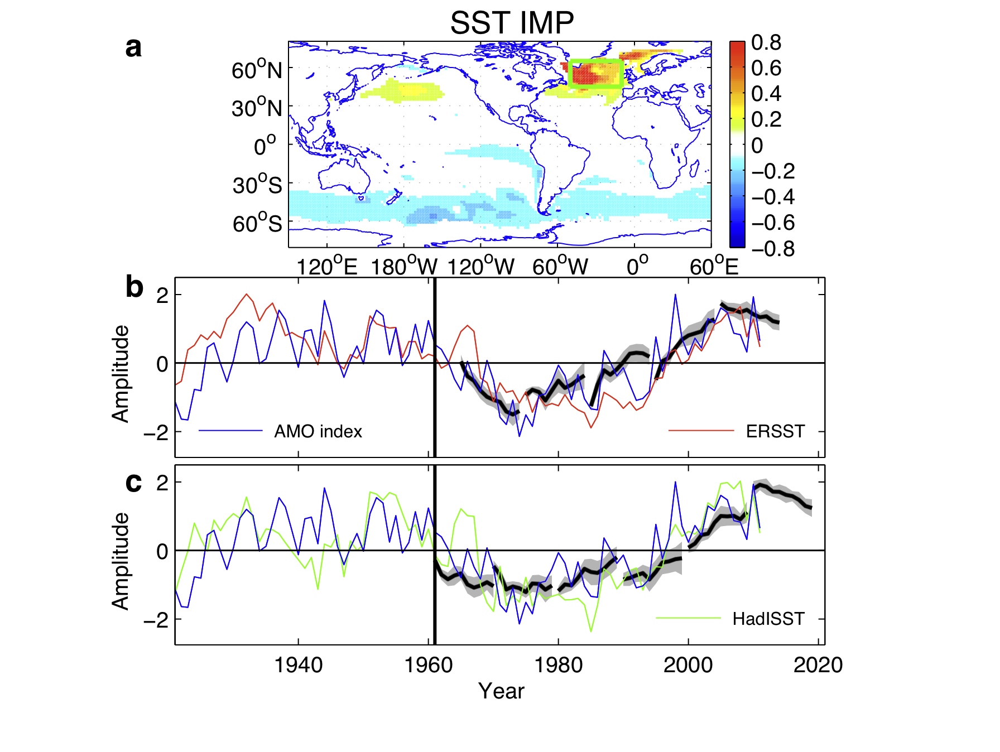 SST IMP
a
60°N
30°N
0°
30°S
60°S
120°E 180°W 120°W 60°W 0° 60°E
0.8
0.6
0.4
0.2
0
−0.2
−0.4
−0.6
−0.8
b
2
0
−2
Amplitude
AMO index
ERSST
c
2
0
−2
Amplitude
HadISST
1940 1960 1980 2000 2020
Year